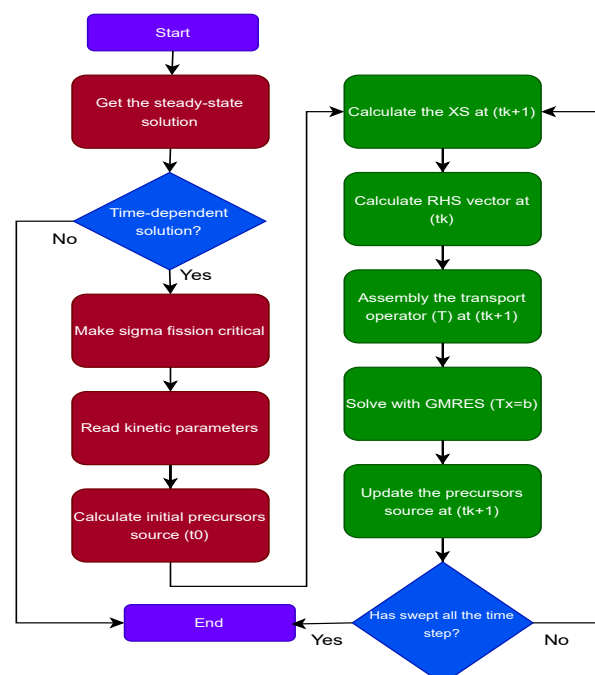 Start
Get the steady-state
solution
Time-dependent
solution?
No
Yes
Make sigma fission critical
Read kinetic parameters
Calculate initial precursors
source (t0)
Calculate the XS at (tk+1)
Calculate RHS vector at
(tk)
Assembly the transport
operator (T) at (tk+1)
Solve with GMRES (Tx=b)
Update the precursors
source at (tk+1)
Has swept all the time
step?
Yes
No
End